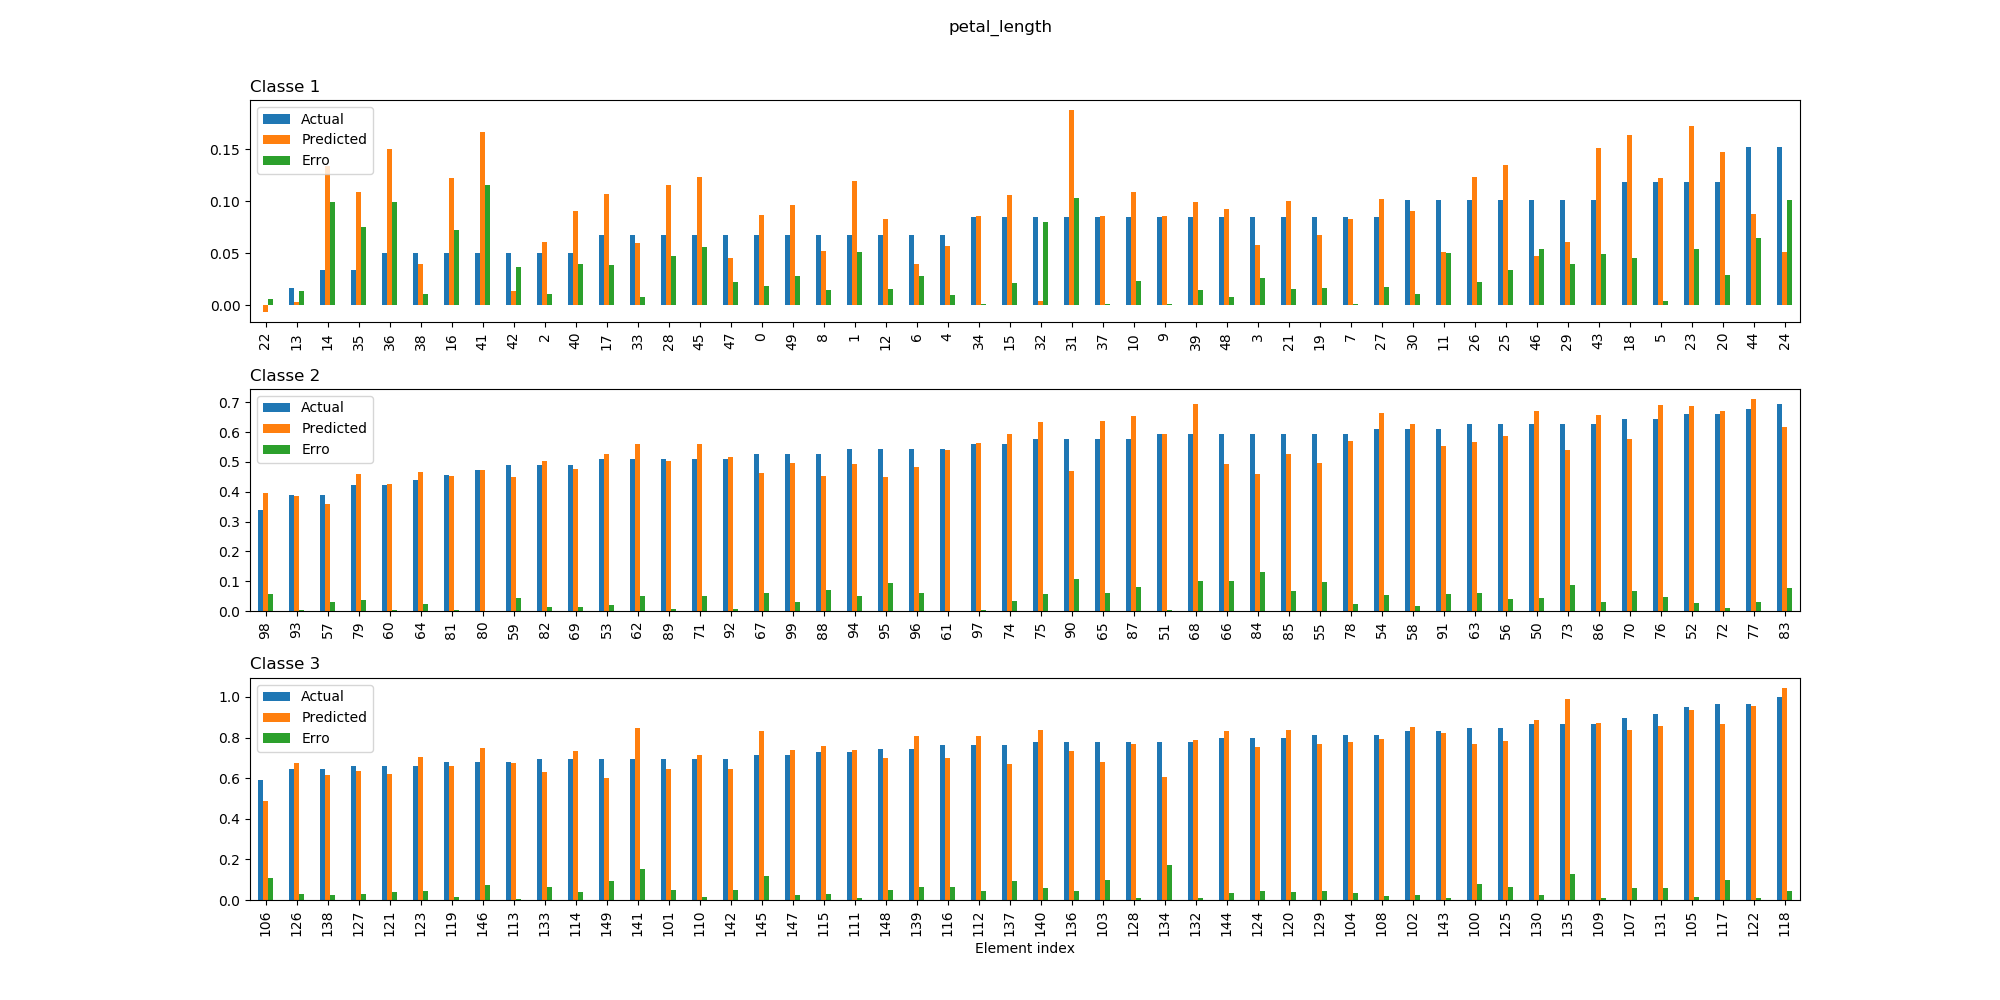 petal_length
Classe 1
Actual
Predicted
Erro
0.15
0.10
0.05
0.00
22 13 14 35 36 38 16 41 42 2 40 17 33 28 45 47 0 49 8 1 12 6 4 34 15 32 31 37 10 9 39 48 3 21 19 7 27 30 11 26 25 46 29 43 18 5 23 20 44 24
Classe 2
Actual
Predicted
Erro
0.7
0.6
0.5
0.4
0.3
0.2
0.1
0.0
98 93 57 79 60 64 81 80 59 82 69 53 62 89 71 92 67 99 88 94 95 96 61 97 74 75 90 65 87 51 68 66 84 85 55 78 54 58 91 63 56 50 73 86 70 76 52 72 77 83
Classe 3
Actual
Predicted
Erro
1.0
0.8
0.6
0.4
0.2
0.0
106 126 138 127 121 123 119 146 113 133 114 149 141 101 110 142 145 147 115 111 148 139 116 112 137 140 136 103 128 134 132 144 124 120 129 104 108 102 143 100 125 130 135 109 107 131 105 117 122 118
Element index